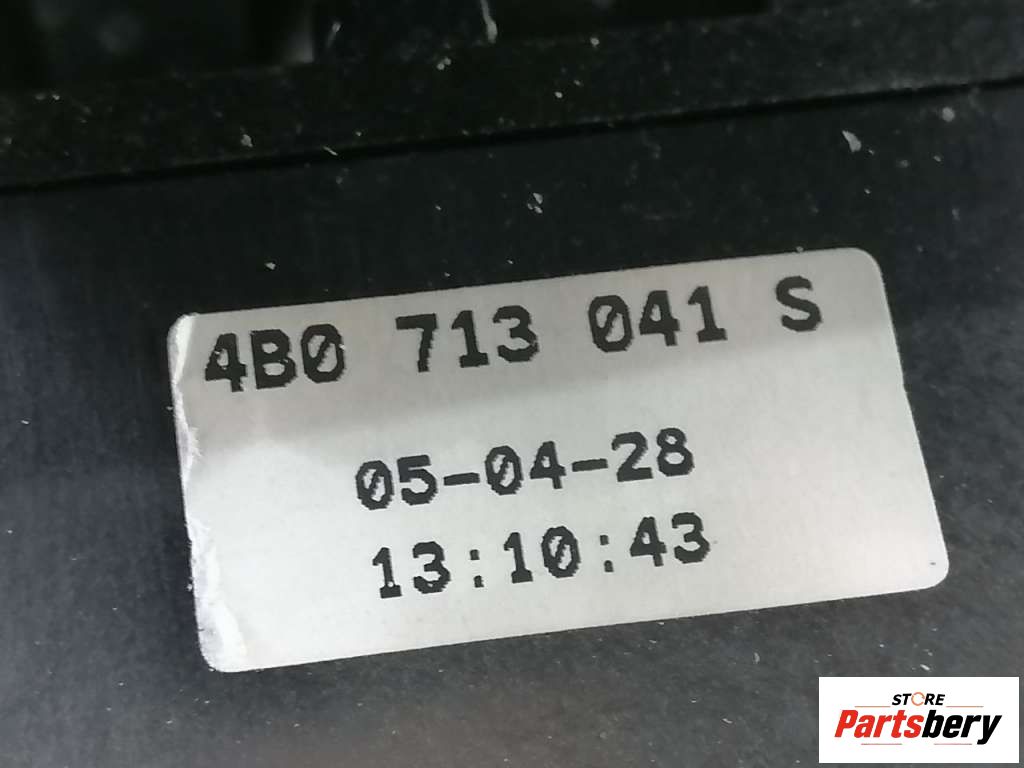 4B0 713 041 S
05-04-28
13:10:43
STORE
Partsbery